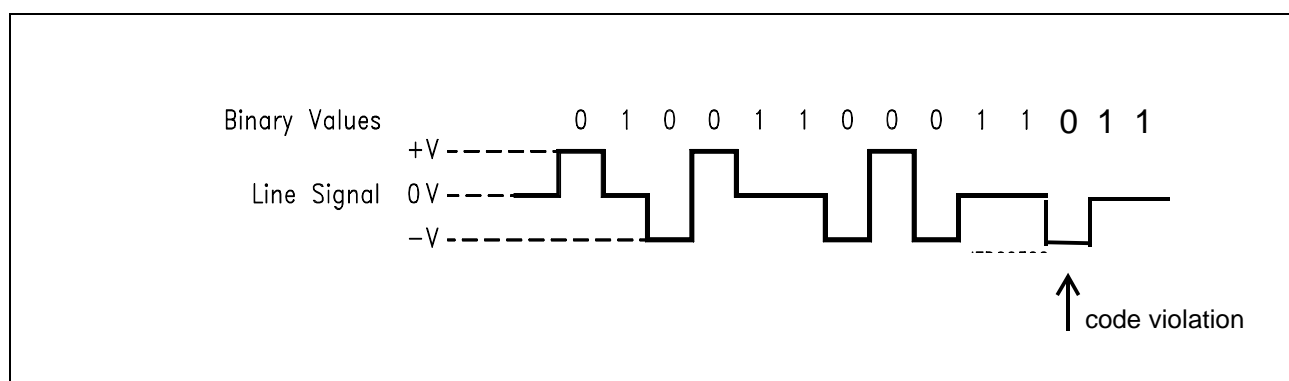 Binary Values 0 1 0 0 1 1 0 0 0 1 1 0 1 1
+V
Line Signal 0V
-V
code violation